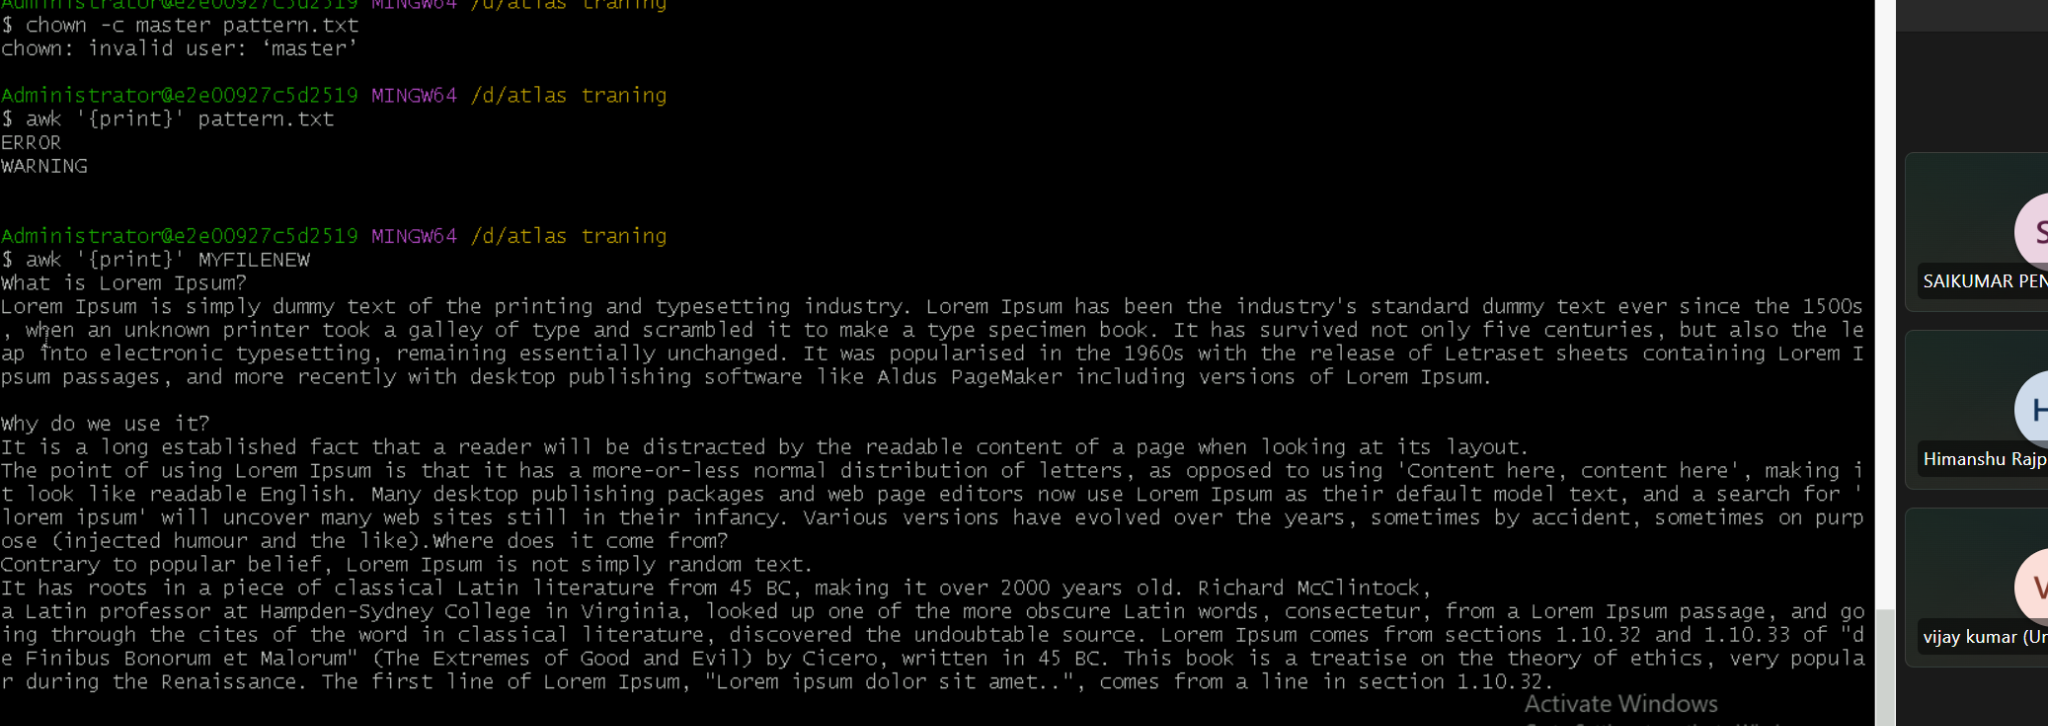 Administrator@e2e00927c5d2519 MINGW64 /d/atlas traning
$ chown -c master pattern.txt
chown: invalid user: ‘master’
Administrator@e2e00927c5d2519 MINGW64 /d/atlas traning
$ awk '{print}' pattern.txt
ERROR
WARNING
Administrator@e2e00927c5d2519 MINGW64 /d/atlas traning
$ awk '{print}' MYFILENEW
What is Lorem Ipsum?
Lorem Ipsum is simply dummy text of the printing and typesetting industry. Lorem Ipsum has been the industry's standard dummy text ever since the 1500s
, when an unknown printer took a galley of type and scrambled it to make a type specimen book. It has survived not only five centuries, but also the le
ap into electronic typesetting, remaining essentially unchanged. It was popularised in the 1960s with the release of Letraset sheets containing Lorem I
psum passages, and more recently with desktop publishing software like Aldus PageMaker including versions of Lorem Ipsum.
Why do we use it?
It is a long established fact that a reader will be distracted by the readable content of a page when looking at its layout.
The point of using Lorem Ipsum is that it has a more-or-less normal distribution of letters, as opposed to using 'Content here, content here', making i
t look like readable English. Many desktop publishing packages and web page editors now use Lorem Ipsum as their default model text, and a search for '
lorem ipsum' will uncover many web sites still in their infancy. Various versions have evolved over the years, sometimes by accident, sometimes on purp
ose (injected humour and the like).Where does it come from?
Contrary to popular belief, Lorem Ipsum is not simply random text.
It has roots in a piece of classical Latin literature from 45 BC, making it over 2000 years old. Richard McClintock,
a Latin professor at Hampden-Sydney College in Virginia, looked up one of the more obscure Latin words, consectetur, from a Lorem Ipsum passage, and go
ing through the cites of the word in classical literature, discovered the undoubtable source. Lorem Ipsum comes from sections 1.10.32 and 1.10.33 of "d
e Finibus Bonorum et Malorum" (The Extremes of Good and Evil) by Cicero, written in 45 BC. This book is a treatise on the theory of ethics, very popula
r during the Renaissance. The first line of Lorem Ipsum, "Lorem ipsum dolor sit amet..", comes from a line in section 1.10.32.
Activate Windows
S
SAIKUMAR PEN
H
Himanshu Rajp
V
vijay kumar (Un